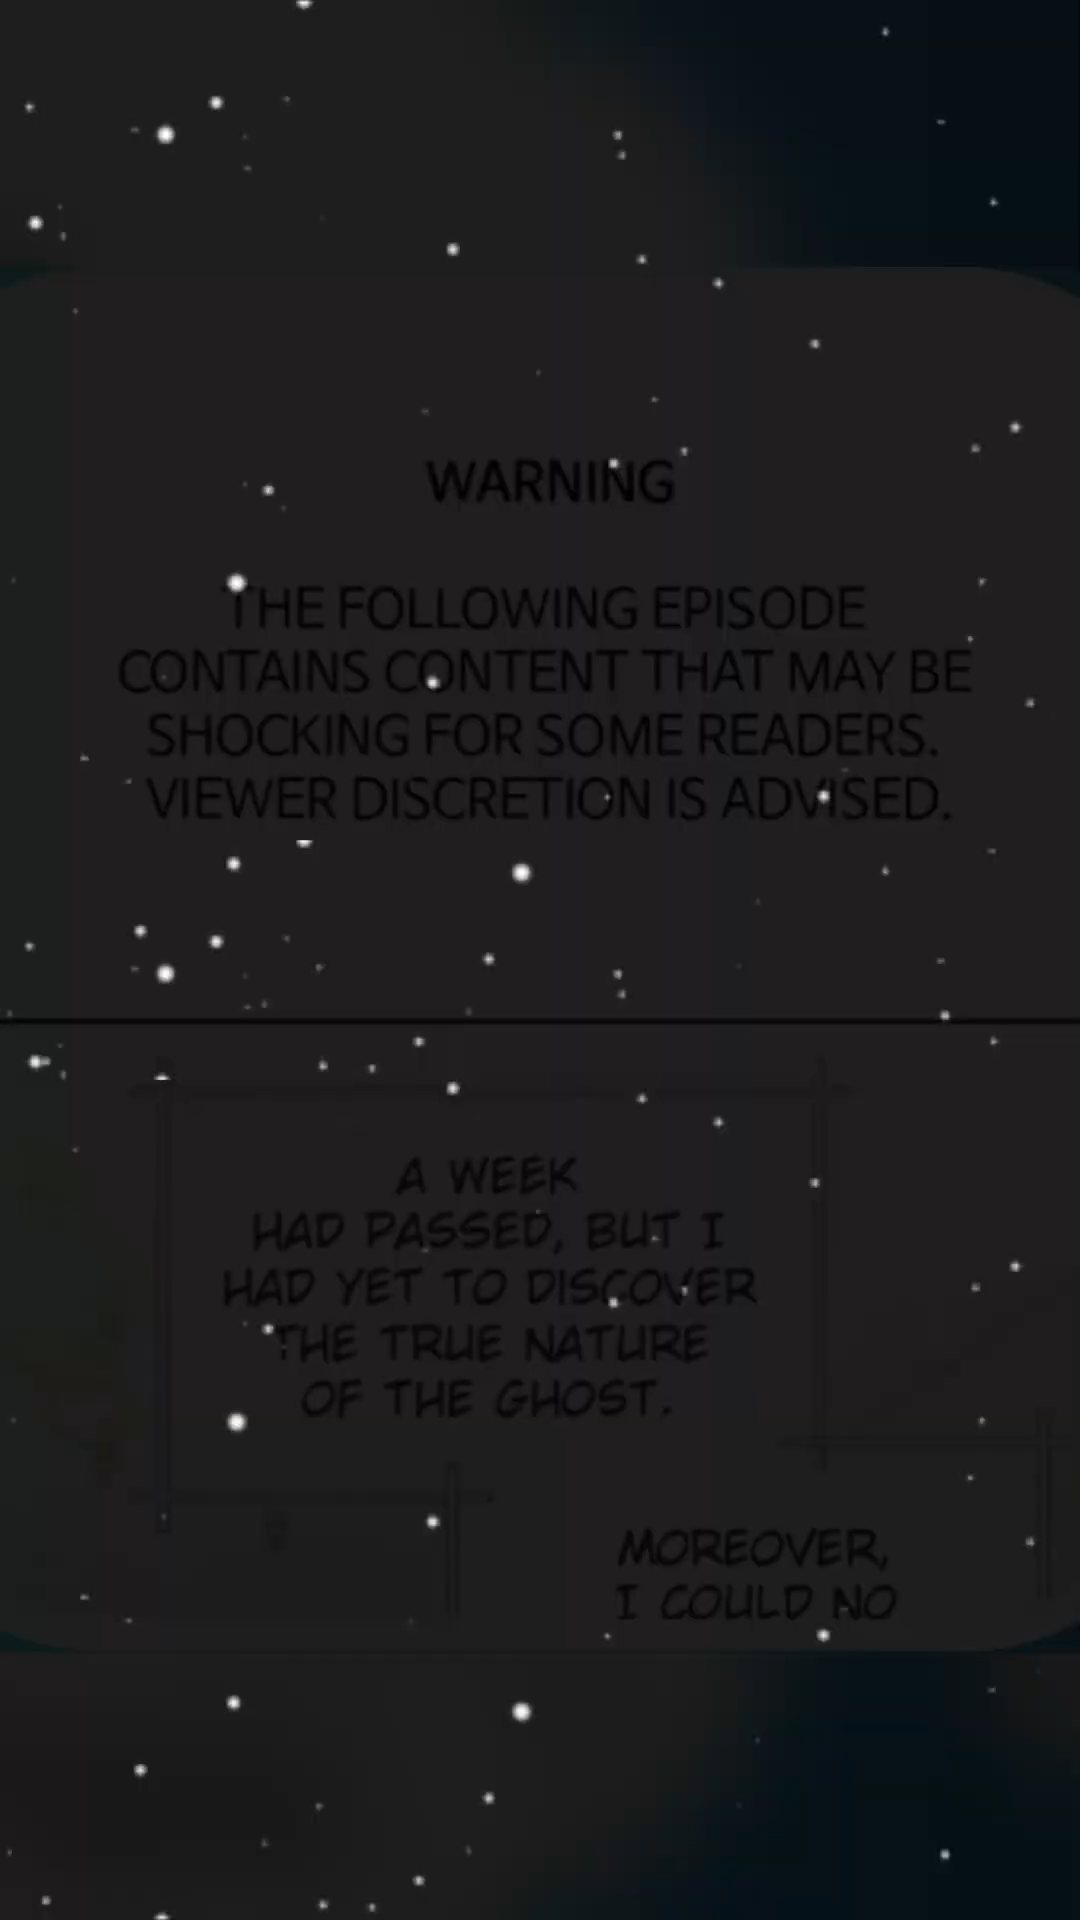 WARNING
THE FOLLOWING EPISODE
CONTAINS CONTENT THAT MAY BE
SHOCKING FOR SOME READERS.
VIEWER DISCRETION IS ADVISED.
A WEEK
HAD PASSED, BUT I
HAD YET TO DISCOVER
THE TRUE NATURE
OF THE GHOST.
MOREOVER,
I COULD NO